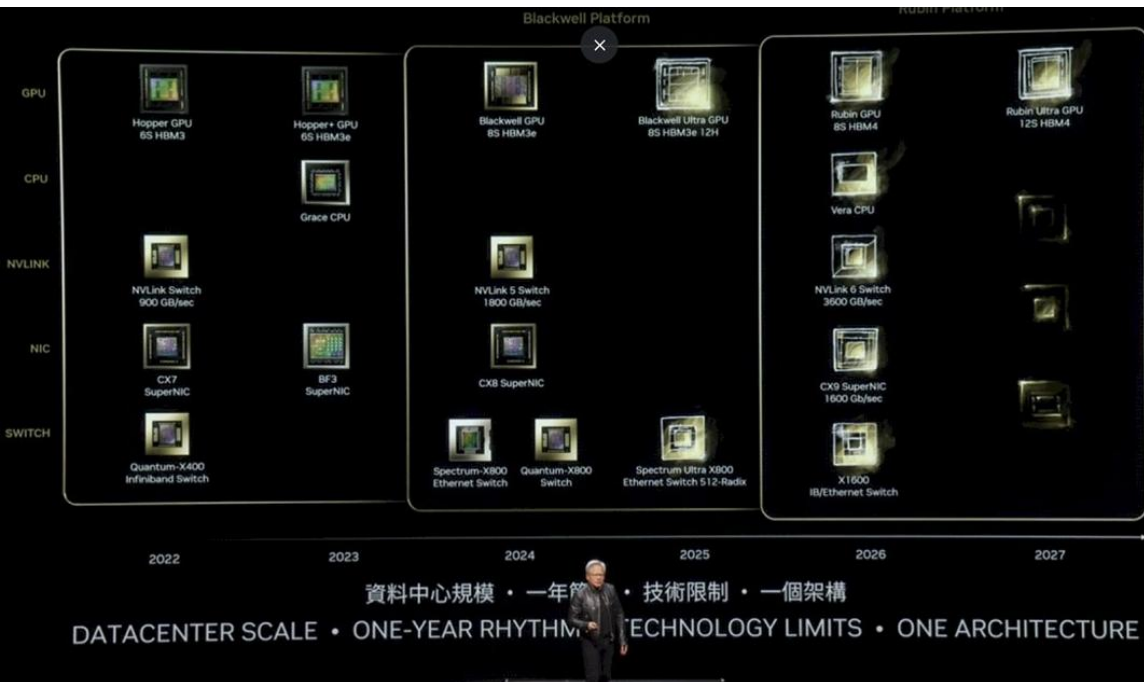 Blackwell Platform
Rubin Platform
GPU
Hopper GPU
6S HBM3
Hopper+ GPU
6S HBM3e
Blackwell GPU
8S HBM3e
Blackwell Ultra GPU
8S HBM3e 12H
Rubin GPU
8S HBM4
Rubin Ultra GPU
12S HBM4
CPU
Grace CPU
Vera CPU
NVLINK
NVLink Switch
900 GB/sec
NVLink 5 Switch
1800 GB/sec
NVLink 6 Switch
3600 GB/sec
NIC
CX7
SuperNIC
BF3
SuperNIC
CX8 SuperNIC
CX9 SuperNIC
1600 Gb/sec
SWITCH
Quantum-X400
Infiniband Switch
Spectrum-X800
Ethernet Switch
Quantum-X800
Switch
Spectrum Ultra X800
Ethernet Switch 512-Radix
X1600
IB/Ethernet Switch
2022
2023
2024
2025
2026
2027
資料中心規模 • 一年 • 技術限制 • 一個架構
DATACENTER SCALE • ONE-YEAR RHYTHM TECHNOLOGY LIMITS • ONE ARCHITECTURE